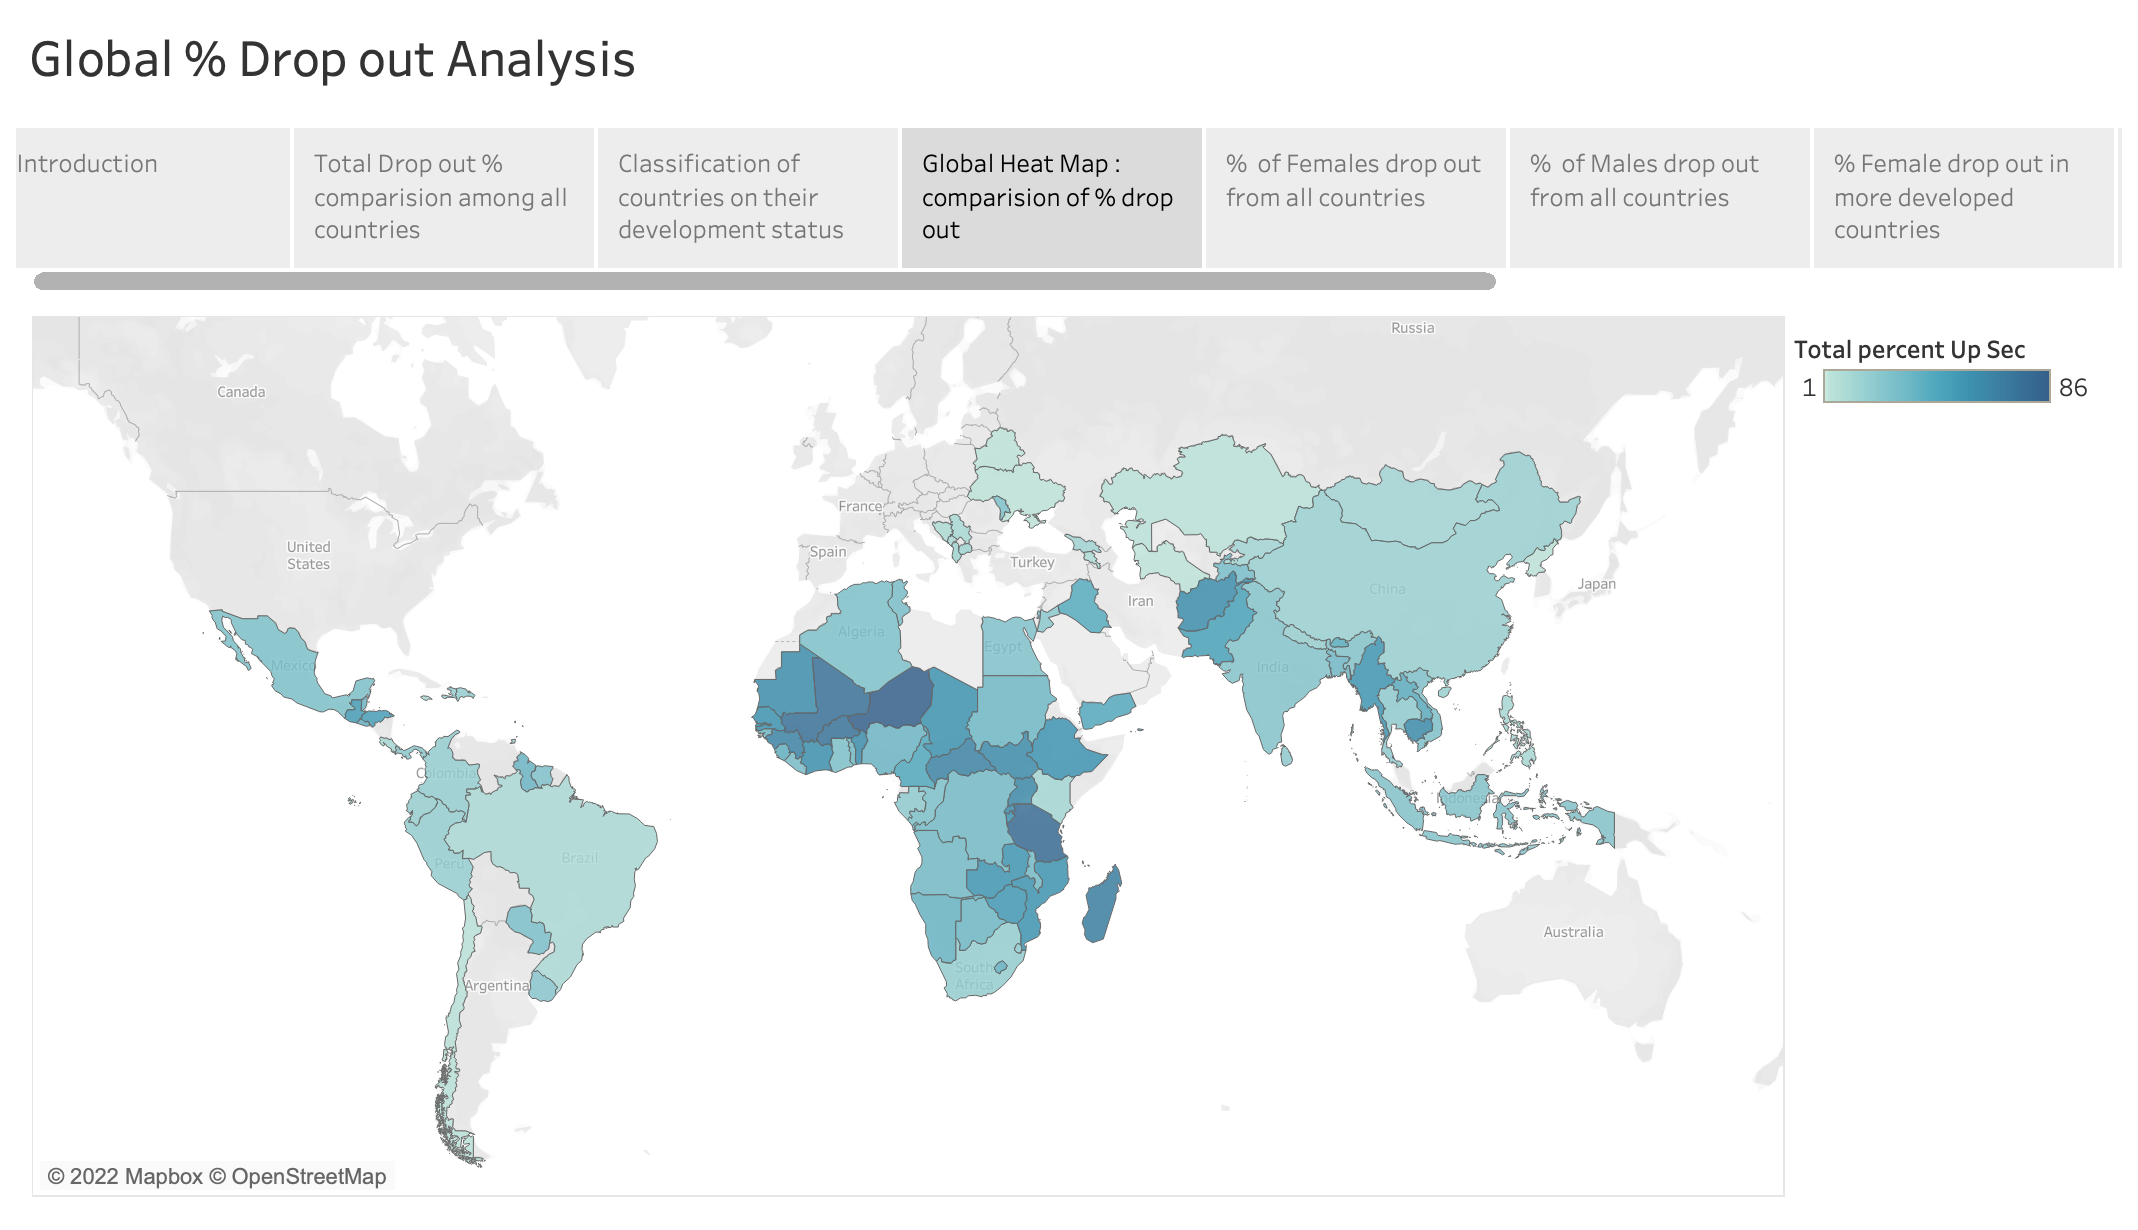 Global % Drop out Analysis
Introduction
Total Drop out %
comparision among all
countries
Classification of
countries on their
development status
Global Heat Map :
comparision of % drop
out
% of Females drop out
from all countries
% of Males drop out
from all countries
% Female drop out in
more developed
countries
Total percent Up Sec
1
86
Russia
Canada
France
United
States
Spain
Turkey
Japan
Iran
China
Algeria
Egypt
Mexico
India
Colombia
Indonesia
Brazil
Peru
Australia
South
Africa
Argentina
© 2022 Mapbox © OpenStreetMap